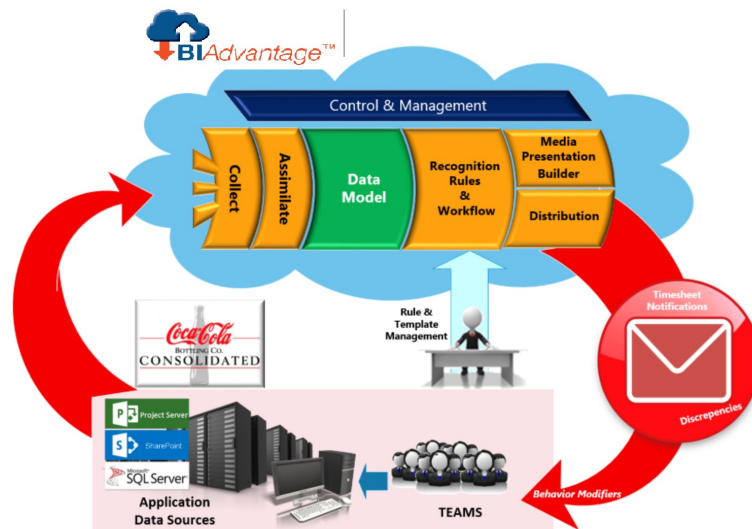 BIAdvantage™
Control & Management
Collect
Assimilate
Data
Model
Recognition
Rules
&
Workflow
Media
Presentation
Builder
Distribution
Rule &
Template
Management
Timesheet
Notifications
Discrepencies
Behavior Modifiers
Coca-Cola
BOTTLING CO.
CONSOLIDATED
P
Project Server
S
SharePoint
Microsoft
SQL Server
Application
Data Sources
TEAMS